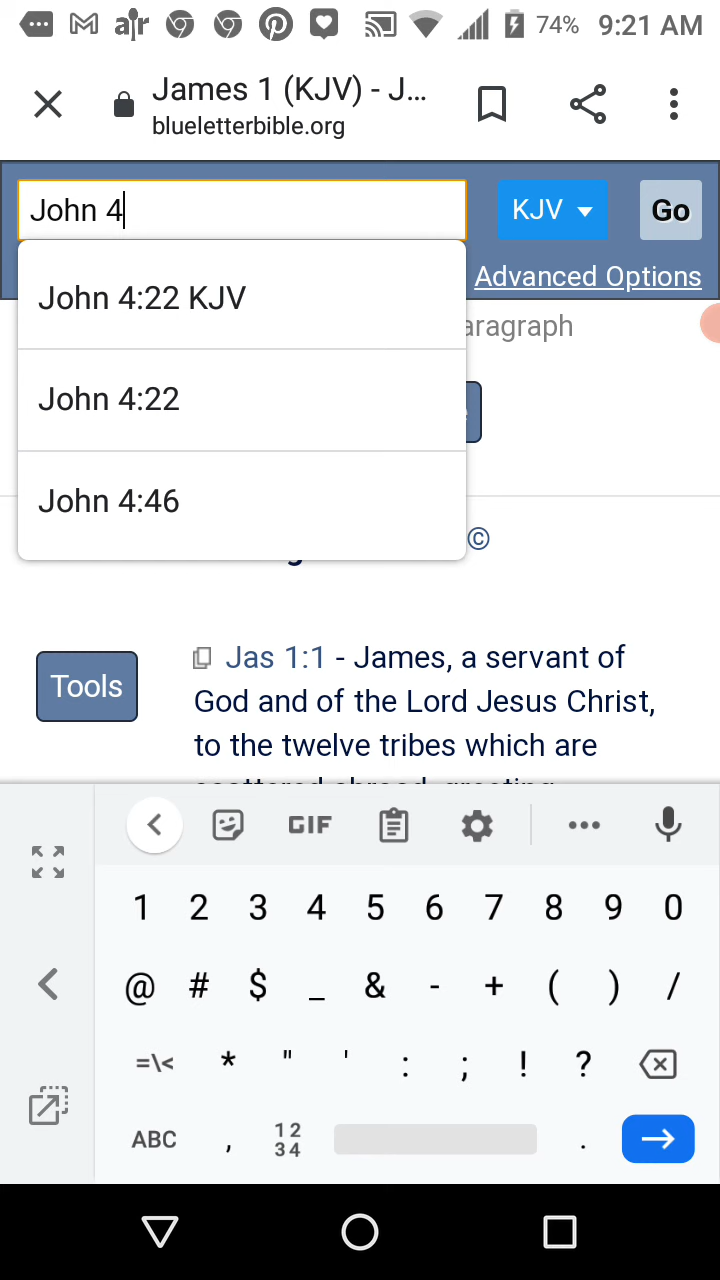 74% 9:21 AM
James 1 (KJV) - J...
blueletterbible.org
John 4 KJV Go
Advanced Options
John 4:22 KJV
aragraph
John 4:22
John 4:46
©
Tools
Jas 1:1 - James, a servant of
God and of the Lord Jesus Christ,
to the twelve tribes which are
scattered abroad, greeting
GIF
1 2 3 4 5 6 7 8 9 0
@ # $ _ & - + ( ) /
=\< * " ' : ; ! ?
ABC , 12 34 .